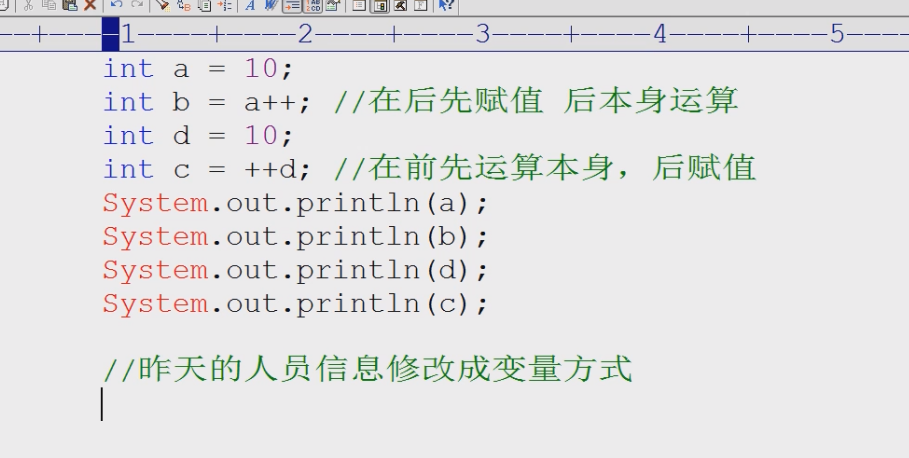 --+----1----+----2----+----3----+----4----+----5--
int a = 10;
int b = a++; //在后先赋值 后本身运算
int d = 10;
int c = ++d; //在前先运算本身，后赋值
System.out.println(a);
System.out.println(b);
System.out.println(d);
System.out.println(c);
//昨天的人员信息修改成变量方式